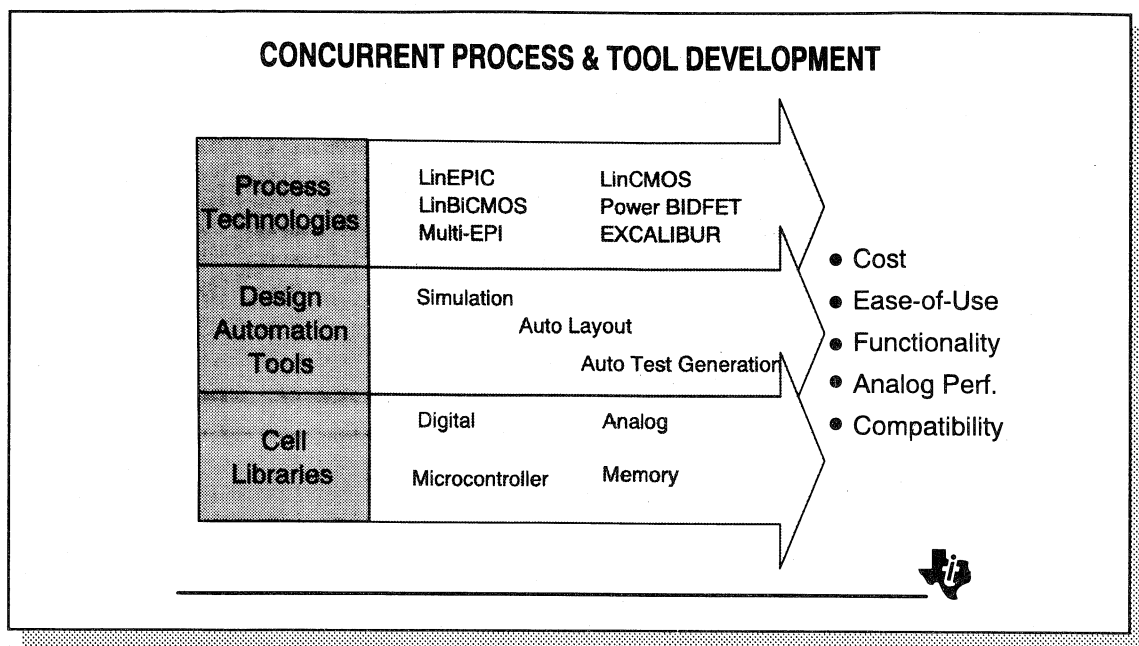 CONCURRENT PROCESS & TOOL DEVELOPMENT
Process
Technologies
LinEPIC
LinCMOS
LinBiCMOS
Power BIDFET
Multi-EPI
EXCALIBUR
Design
Automation
Tools
Simulation
Auto Layout
Auto Test Generation
Cell
Libraries
Digital
Analog
Microcontroller
Memory
• Cost
• Ease-of-Use
• Functionality
• Analog Perf.
• Compatibility
ti